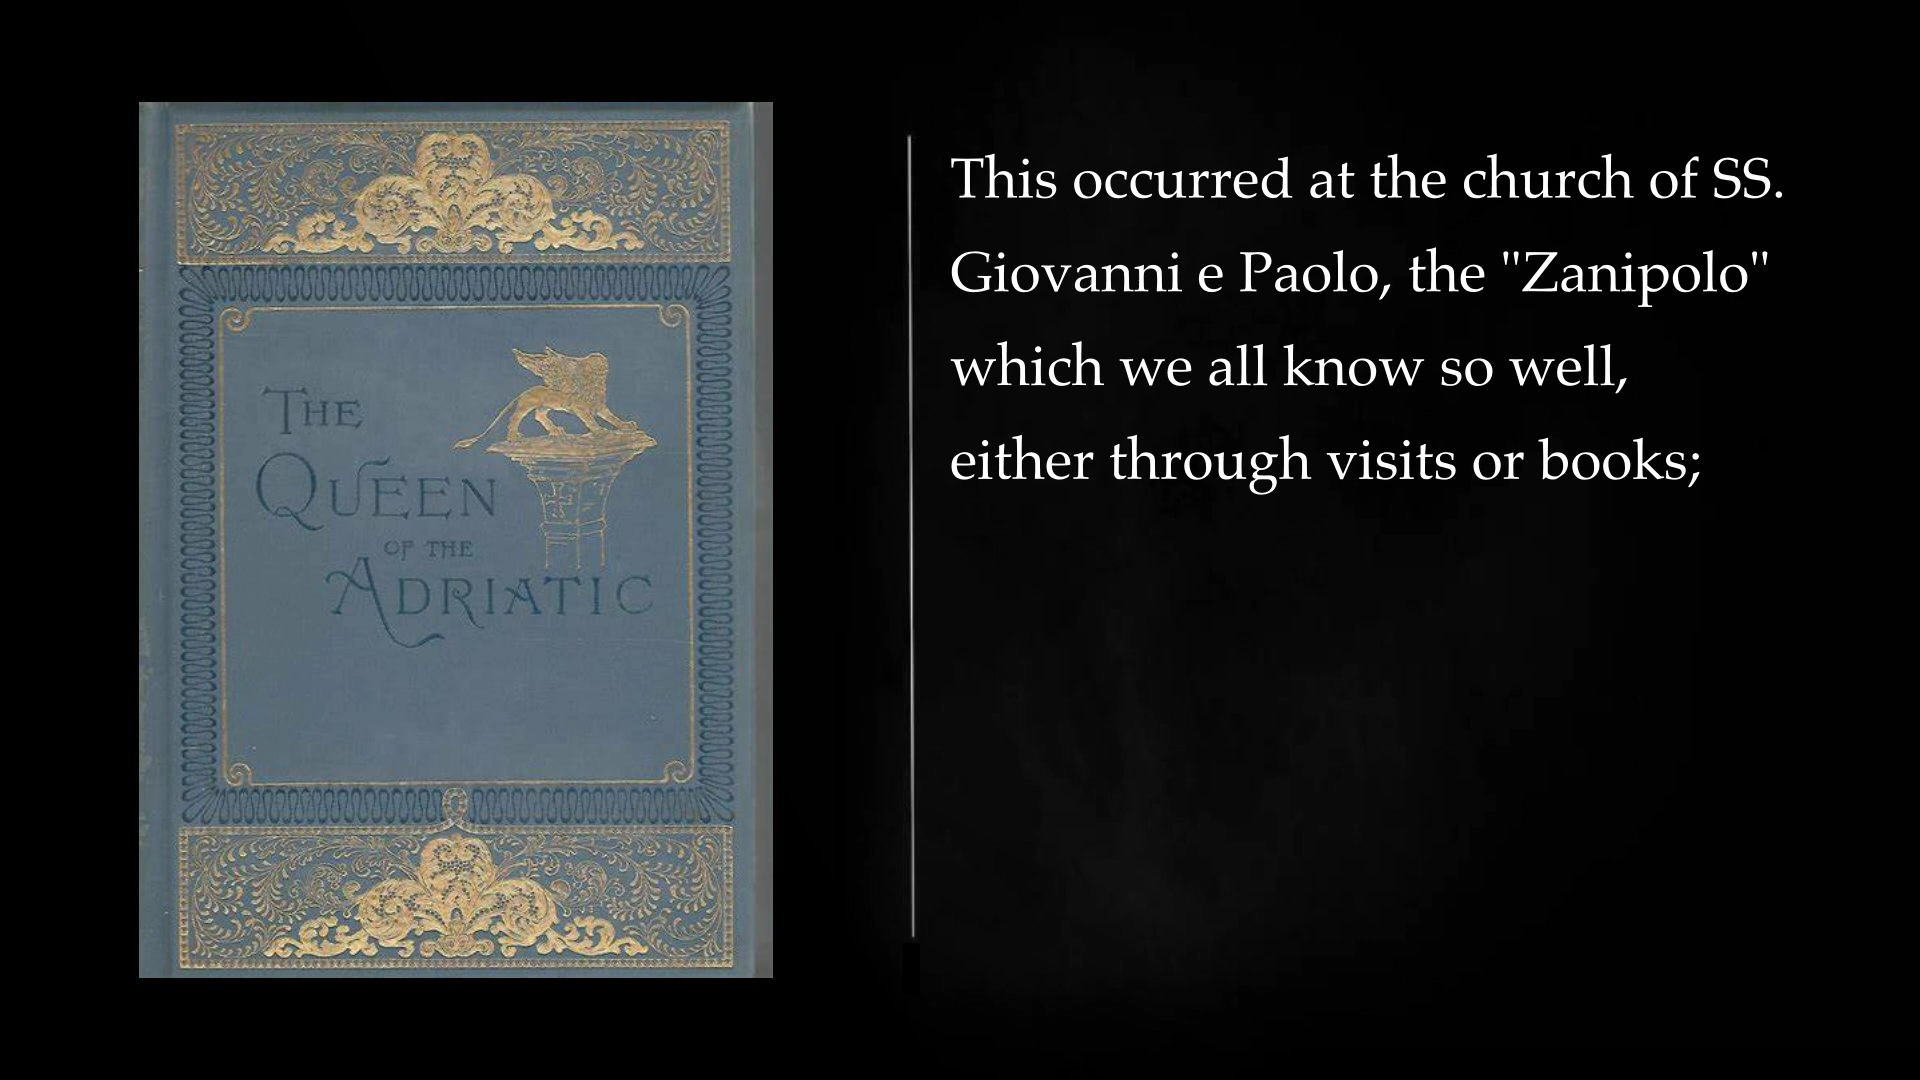 THE
QUEEN
OF THE
ADRIATIC
This occurred at the church of SS.
Giovanni e Paolo, the "Zanipolo"
which we all know so well,
either through visits or books;